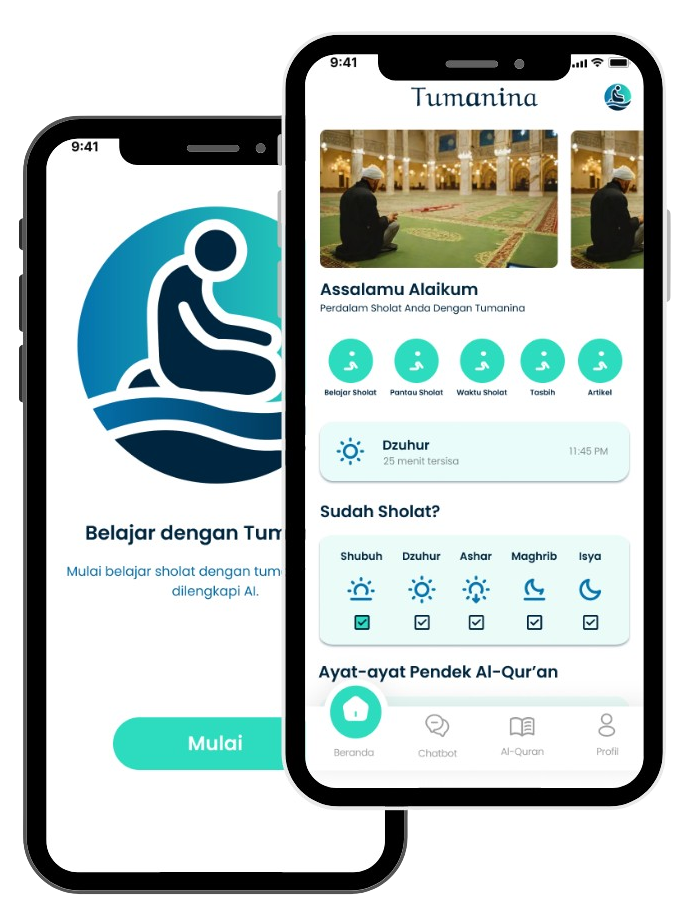 9:41
Belajar dengan Tum
Mulai belajar sholat dengan tum
dilengkapi AI.
Mulai
9:41
Tumanina
Assalamu Alaikum
Perdalam Sholat Anda Dengan Tumanina
Belajar Sholat Pantau Sholat Waktu Sholat Tasbih Artikel
Dzuhur
25 menit tersisa
11:45 PM
Sudah Sholat?
Shubuh Dzuhur Ashar Maghrib Isya
Ayat-ayat Pendek Al-Qur’an
Beranda Chatbot Al-Quran Profil